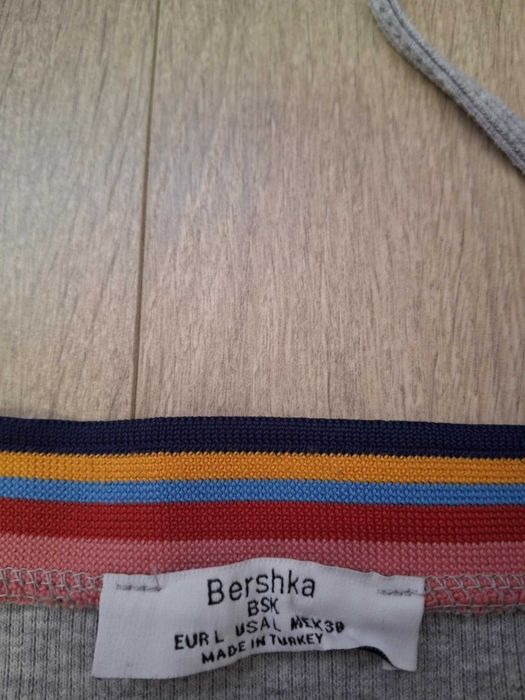 Bershka
BSK
EUR L USA L MEX 30
MADE IN TURKEY